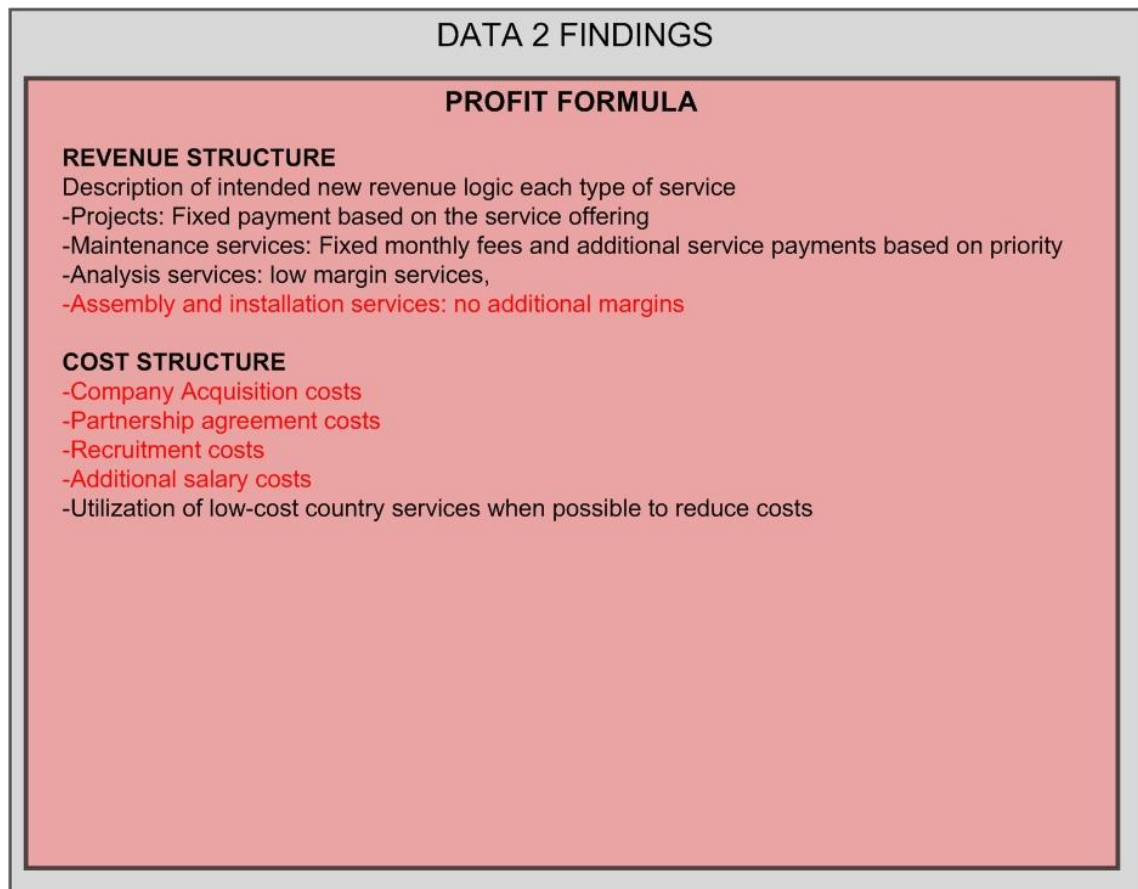 DATA 2 FINDINGS
PROFIT FORMULA
REVENUE STRUCTURE
Description of intended new revenue logic each type of service
-Projects: Fixed payment based on the service offering
-Maintenance services: Fixed monthly fees and additional service payments based on priority
-Analysis services: low margin services,
-Assembly and installation services: no additional margins
COST STRUCTURE
-Company Acquisition costs
-Partnership agreement costs
-Recruitment costs
-Additional salary costs
-Utilization of low-cost country services when possible to reduce costs